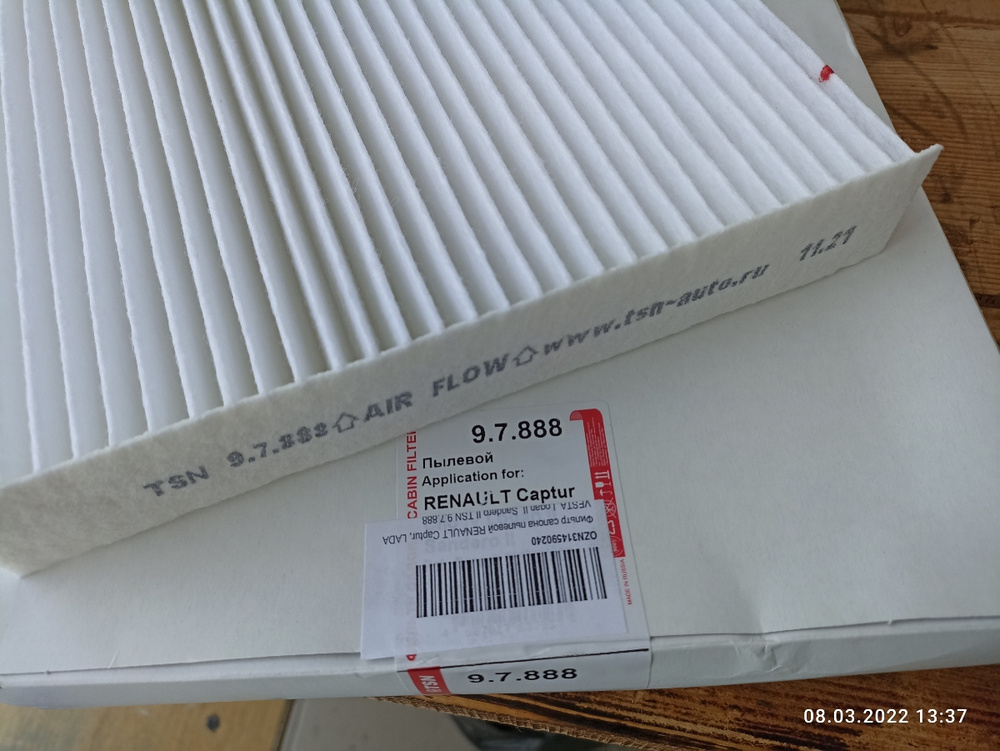 TSN 9.7.888 AIR FLOW www.tsn-auto.ru 11.21
CABIN FILTER
9.7.888
Пылевой
Application for:
RENAULT Captur
OZN314590240
Фильтр салона пылевой RENAULT Captur, LADA
VESTA, Logan II, Sandero II TSN 9.7.888
Sandero II
MADE IN RUSSIA
TSN
9.7.888
08.03.2022 13:37